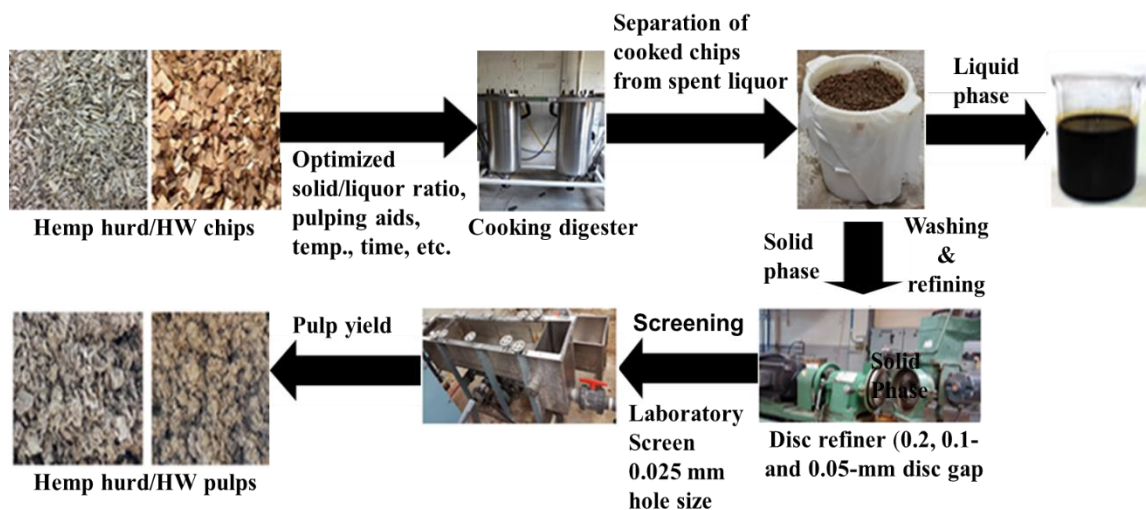 Hemp hurd/HW chips
Optimized
solid/liquor ratio,
pulping aids,
temp., time, etc.
Cooking digester
Separation of
cooked chips
from spent liquor
Liquid
phase
Solid
phase
Washing
&
refining
Solid
Phase
Disc refiner (0.2, 0.1-
and 0.05-mm disc gap
Screening
Laboratory
Screen
0.025 mm
hole size
Pulp yield
Hemp hurd/HW pulps